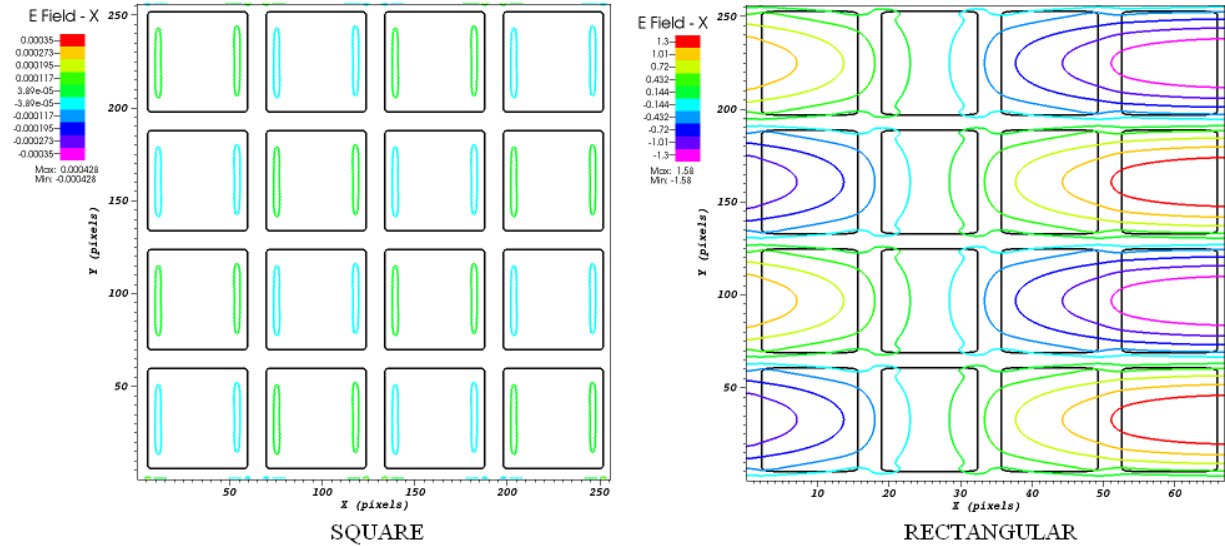 E Field - X
0.00035
0.000273
0.000195
0.000117
3.89e-05
-3.89e-05
-0.000117
-0.000195
-0.000273
-0.00035
Max: 0.000428
Min: -0.000428
250
200
150
100
50
Y (pixels)
50 100 150 200 250
X (pixels)
SQUARE
E Field - X
1.3
1.01
0.72
0.432
0.144
-0.144
-0.432
-0.72
-1.01
-1.3
Max: 1.58
Min: -1.58
250
200
150
100
50
Y (pixels)
10 20 30 40 50 60
X (pixels)
RECTANGULAR